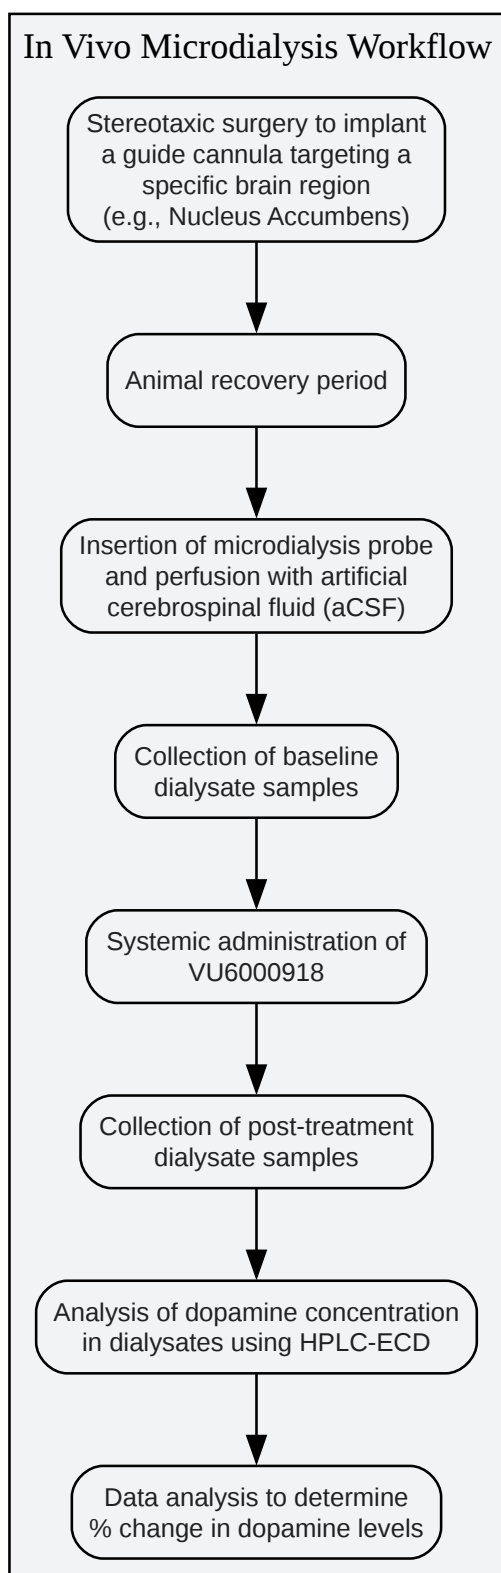 In Vivo Microdialysis Workflow
Stereotaxic surgery to implant
a guide cannula targeting a
specific brain region
(e.g., Nucleus Accumbens)
Animal recovery period
Insertion of microdialysis probe
and perfusion with artificial
cerebrospinal fluid (aCSF)
Collection of baseline
dialysate samples
Systemic administration of
VU6000918
Collection of post-treatment
dialysate samples
Analysis of dopamine concentration
in dialysates using HPLC-ECD
Data analysis to determine
% change in dopamine levels